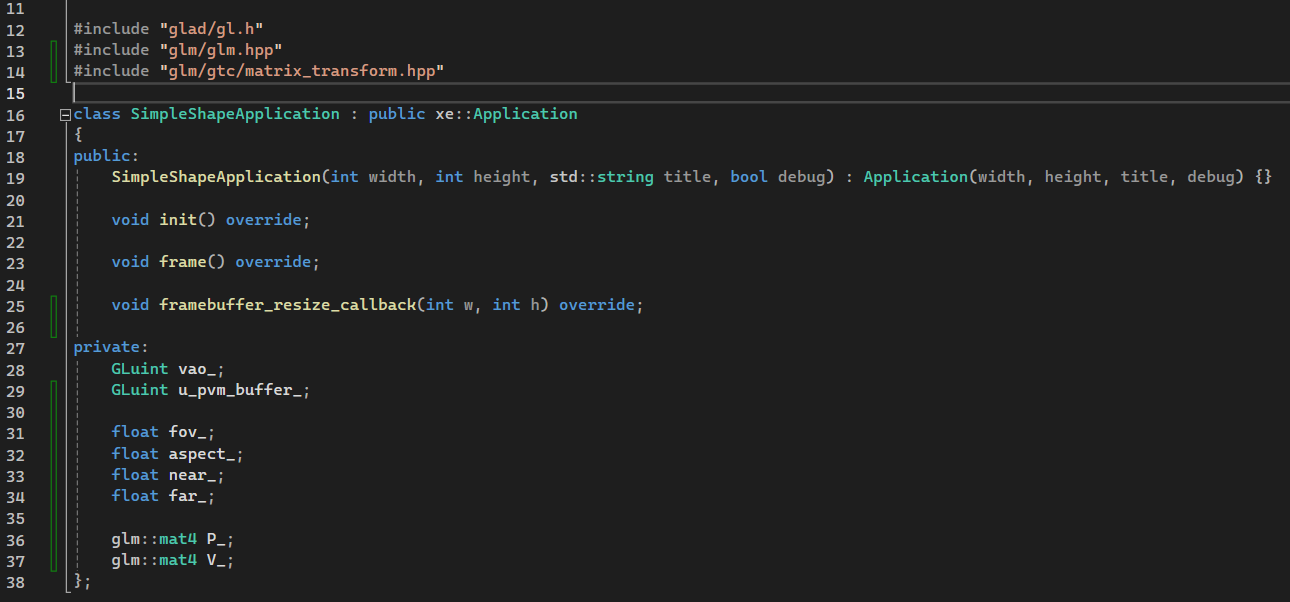 11
12 #include "glad/gl.h"
13 #include "glm/glm.hpp"
14 #include "glm/gtc/matrix_transform.hpp"
15
16 class SimpleShapeApplication : public xe::Application
17 {
18 public:
19     SimpleShapeApplication(int width, int height, std::string title, bool debug) : Application(width, height, title, debug) {}
20
21     void init() override;
22
23     void frame() override;
24
25     void framebuffer_resize_callback(int w, int h) override;
26
27 private:
28     GLuint vao_;
29     GLuint u_pvm_buffer_;
30
31     float fov_;
32     float aspect_;
33     float near_;
34     float far_;
35
36     glm::mat4 P_;
37     glm::mat4 V_;
38 };